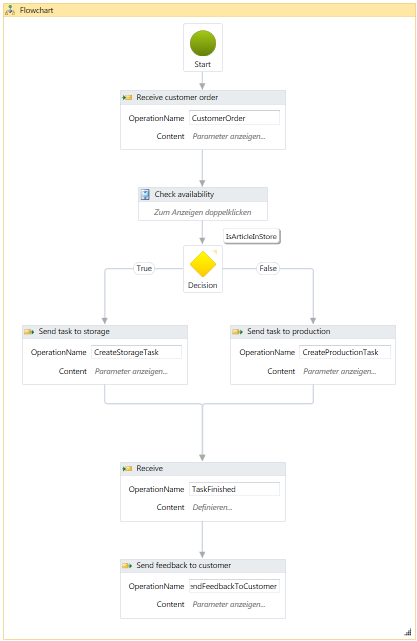 Flowchart
Start
Receive customer order
OperationName CustomerOrder
Content Parameter anzeigen...
Check availability
Zum Anzeigen doppelklicken
IsArticleInStore
True
False
Decision
Send task to storage
OperationName CreateStorageTask
Content Parameter anzeigen...
Send task to production
OperationName CreateProductionTask
Content Parameter anzeigen...
Receive
OperationName TaskFinished
Content Definieren...
Send feedback to customer
OperationName endFeedbackToCustomer
Content Parameter anzeigen...